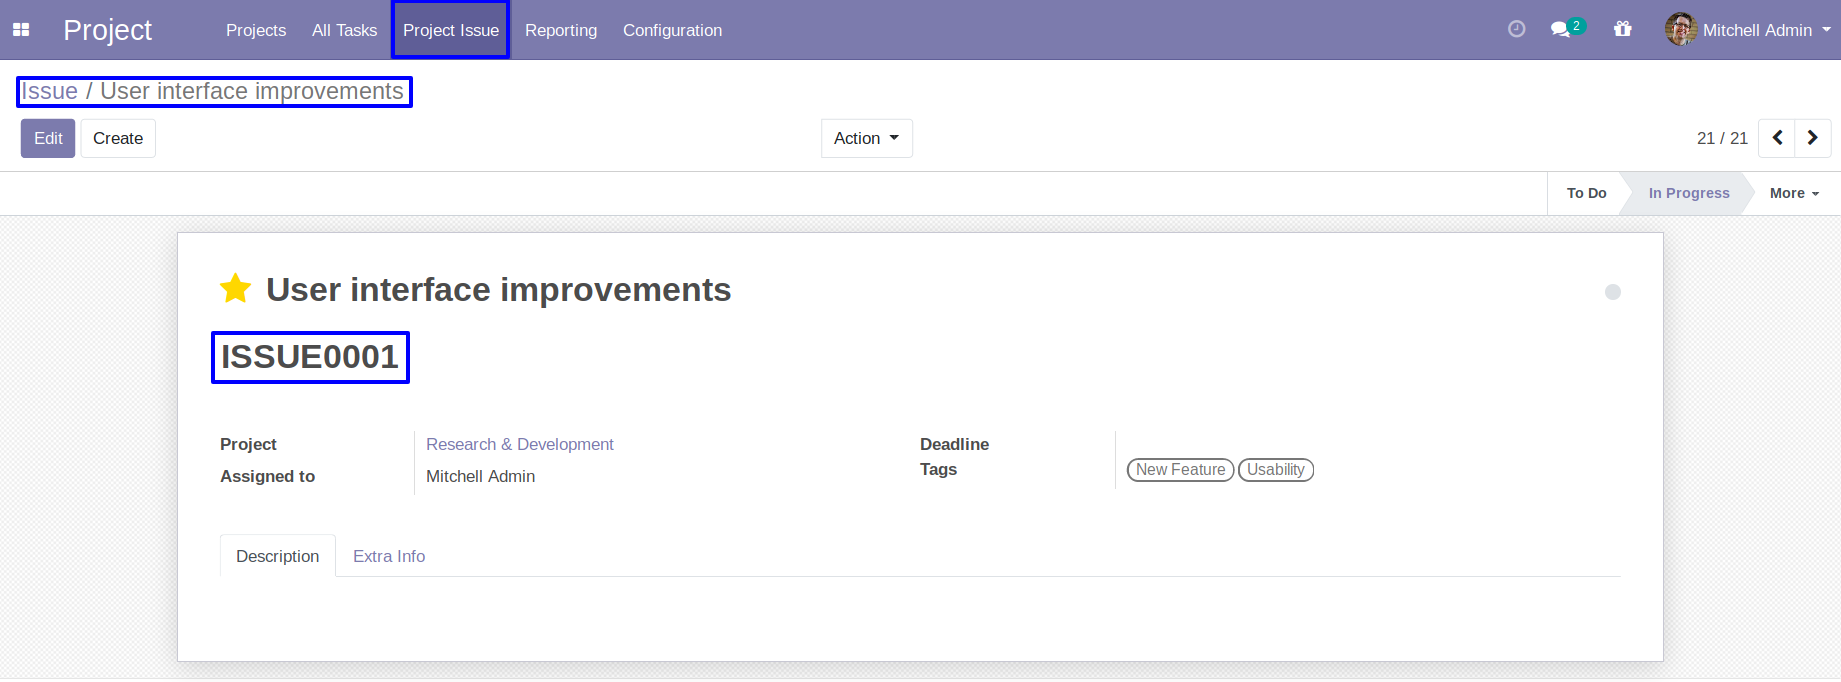 Project Projects All Tasks Project Issue Reporting Configuration 2 Mitchell Admin
Issue / User interface improvements
Edit Create Action 21 / 21
To Do In Progress More
User interface improvements
ISSUE0001
Project Research & Development Deadline
Tags New Feature Usability
Assigned to Mitchell Admin
Description Extra Info